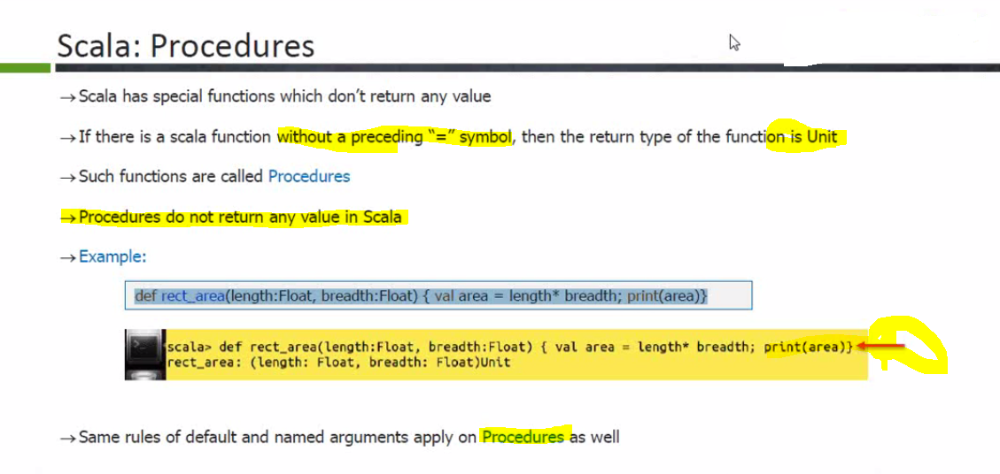 Scala: Procedures
→Scala has special functions which don't return any value
→If there is a scala function without a preceding "=" symbol, then the return type of the function is Unit
→Such functions are called Procedures
→Procedures do not return any value in Scala
→Example:
def rect_area(length:Float, breadth:Float) { val area = length* breadth; print(area)}
scala> def rect_area(length:Float, breadth:Float) { val area = length* breadth; print(area)}
rect_area: (length: Float, breadth: Float)Unit
→Same rules of default and named arguments apply on Procedures as well